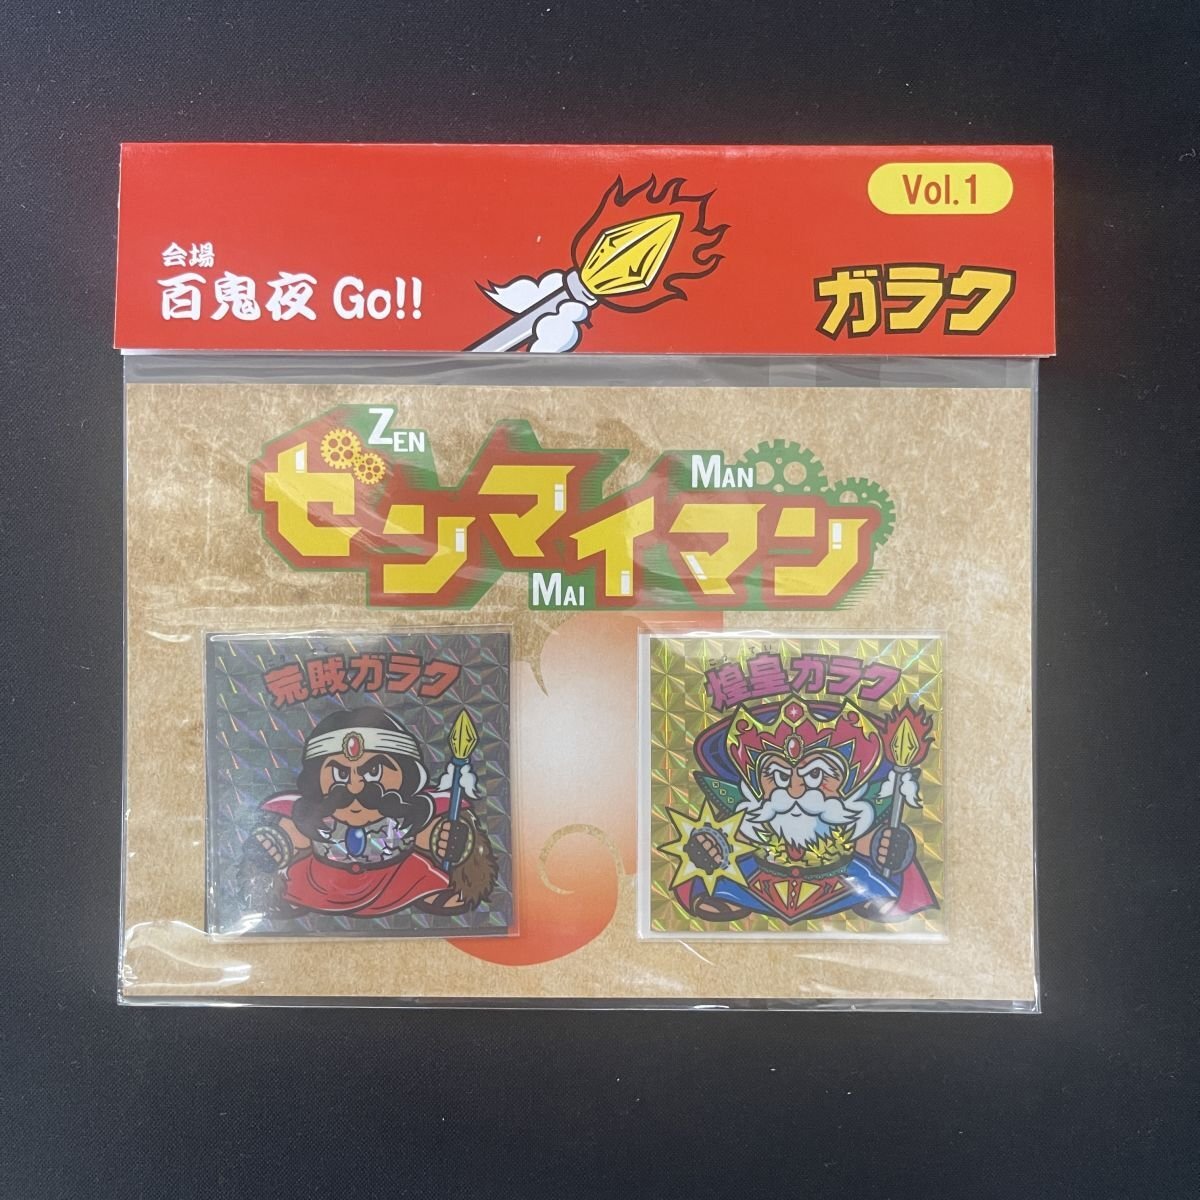 Vol.1
会場
百鬼夜 Go!!
ガラク
ZEN
MAN
ゼンマイマン
MAI
荒賊ガラク
煌皇ガラク